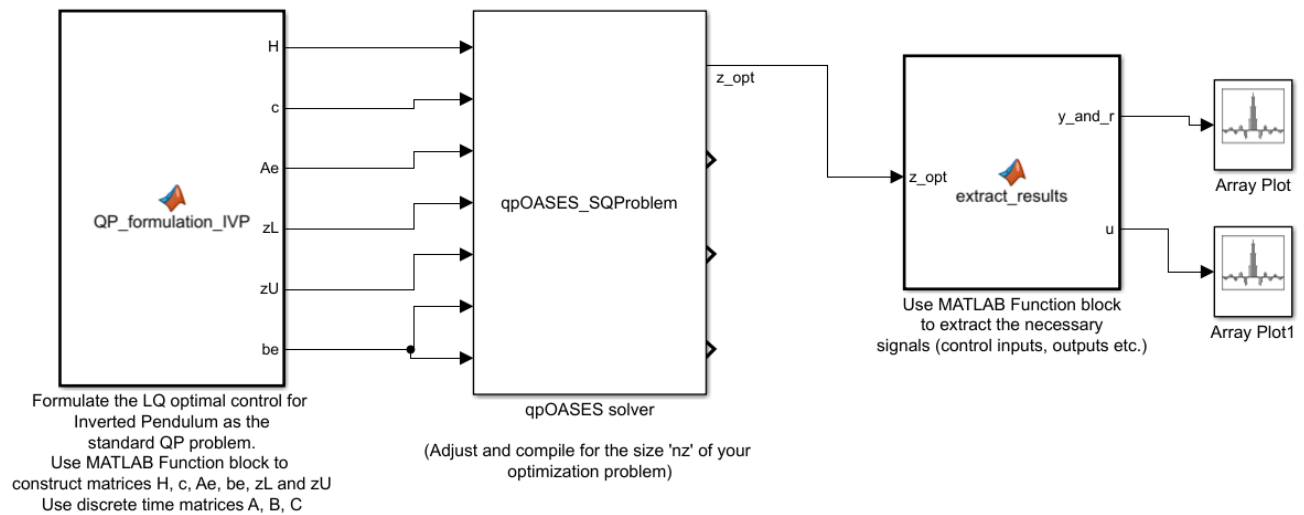 H
c
Ae
zL
zU
be
QP_formulation_IVP
Formulate the LQ optimal control for
Inverted Pendulum as the
standard QP problem.
Use MATLAB Function block to
construct matrices H, c, Ae, be, zL and zU
Use discrete time matrices A, B, C
z_opt
qpOASES_SQProblem
qpOASES solver
(Adjust and compile for the size 'nz' of your
optimization problem)
z_opt
extract_results
y_and_r
u
Use MATLAB Function block
to extract the necessary
signals (control inputs, outputs etc.)
Array Plot
Array Plot1